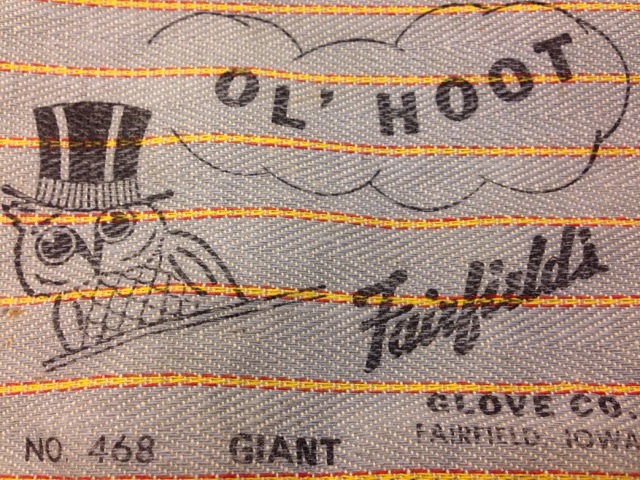 OL' HOOT
Fairfield's
GLOVE CO.
FAIRFIELD, IOWA
NO. 468 GIANT